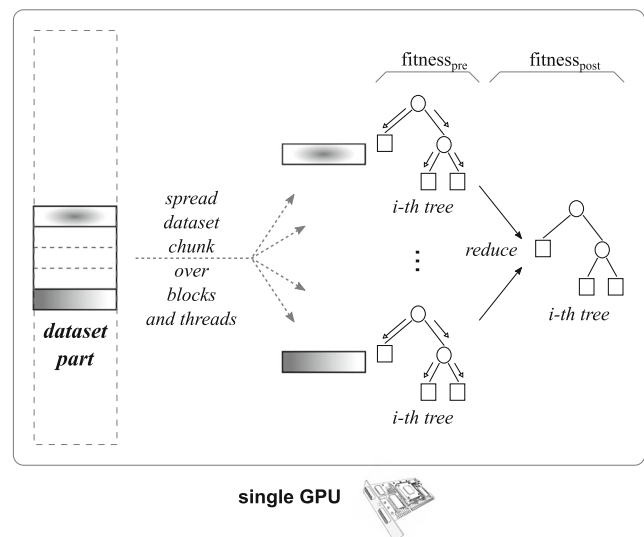 fitness_pre
fitness_post
spread
dataset
chunk
over
blocks
and threads
dataset
part
i-th tree
reduce
i-th tree
i-th tree
single GPU